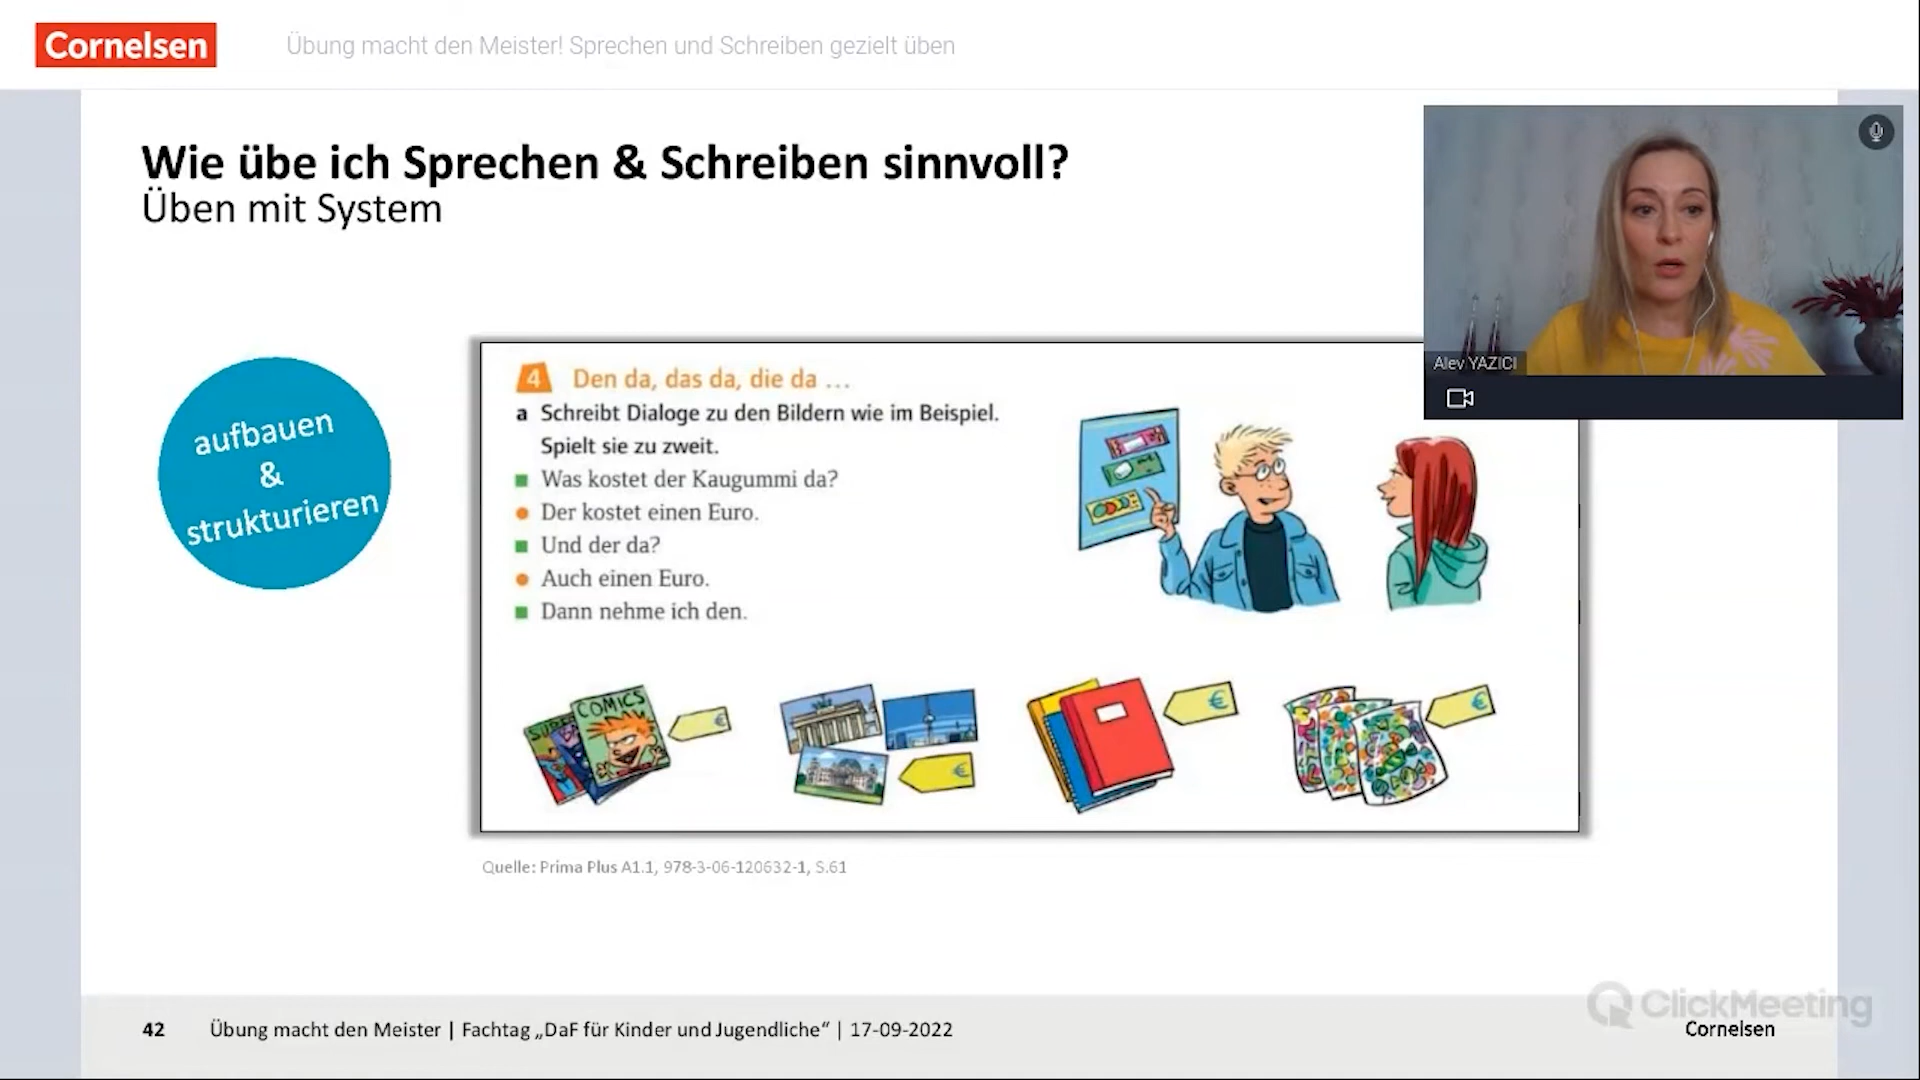 Cornelsen
Übung macht den Meister! Sprechen und Schreiben gezielt üben
Wie übe ich Sprechen & Schreiben sinnvoll?
Üben mit System
Alev YAZICI
aufbauen
&
strukturieren
4 Den da, das da, die da ...
a Schreibt Dialoge zu den Bildern wie im Beispiel.
Spielt sie zu zweit.
Was kostet der Kaugummi da?
Der kostet einen Euro.
Und der da?
Auch einen Euro.
Dann nehme ich den.
COMICS
€
€
€
€
Quelle: Prima Plus A1.1, 978-3-06-120632-1, S.61
ClickMeeting
42 Übung macht den Meister | Fachtag „DaF für Kinder und Jugendliche“ | 17-09-2022
Cornelsen